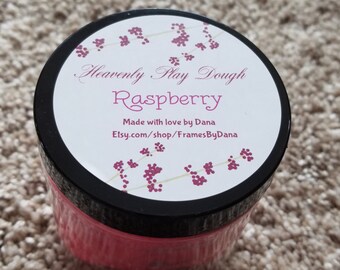 Heavenly Play Dough
Raspberry
Made with love by Dana
Etsy.com/shop/FramesByDana